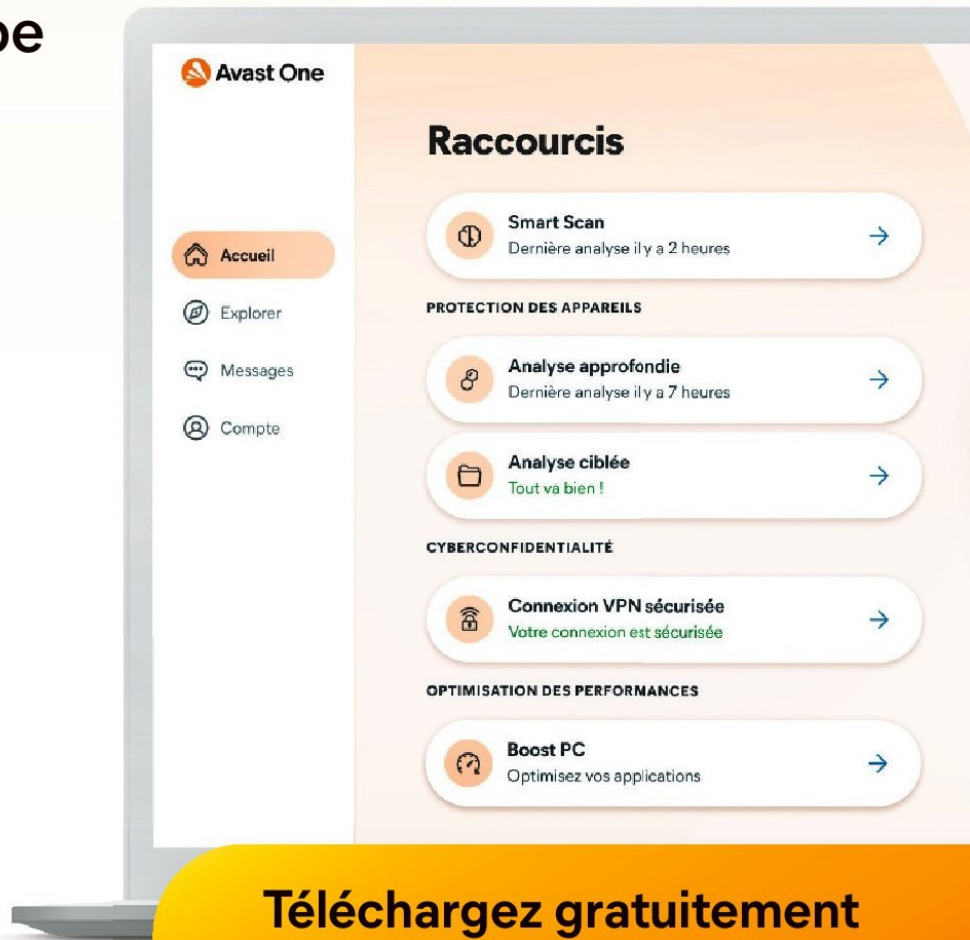 Avast One
Raccourcis
Smart Scan
Dernière analyse il y a 2 heures
Accueil
Explorer
Messages
Compte
PROTECTION DES APPAREILS
Analyse approfondie
Dernière analyse il y a 7 heures
Analyse ciblée
Tout va bien !
CYBERCONFIDENTIALITÉ
Connexion VPN sécurisée
Votre connexion est sécurisée
OPTIMISATION DES PERFORMANCES
Boost PC
Optimisez vos applications
Téléchargez gratuitement